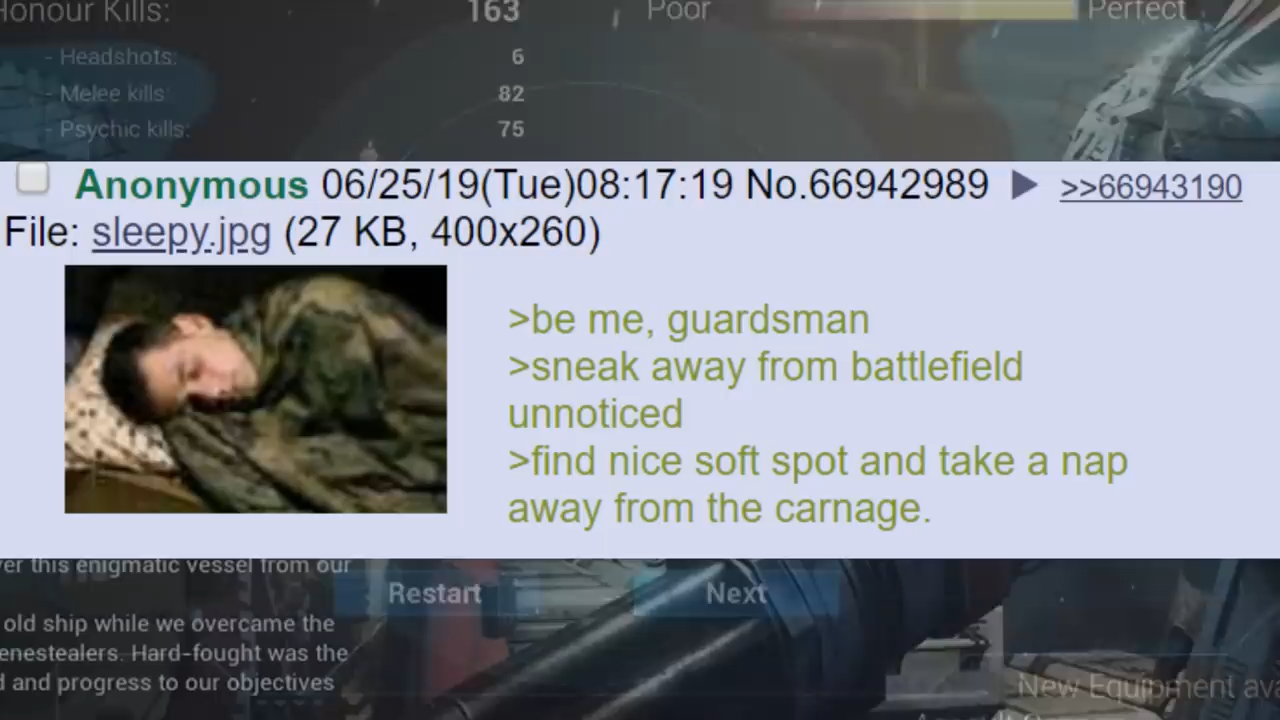 Honour Kills: 163 Poor Perfect
- Headshots: 6
- Melee kills: 82
- Psychic kills: 75
Anonymous 06/25/19(Tue)08:17:19 No.66942989 ▶ >>66943190
File: sleepy.jpg (27 KB, 400x260)
>be me, guardsman
>sneak away from battlefield
unnoticed
>find nice soft spot and take a nap
away from the carnage.
this enigmatic vessel from our
Restart Next
old ship while we overcame the
Hard-fought was the
and progress to our objectives
New Equipment